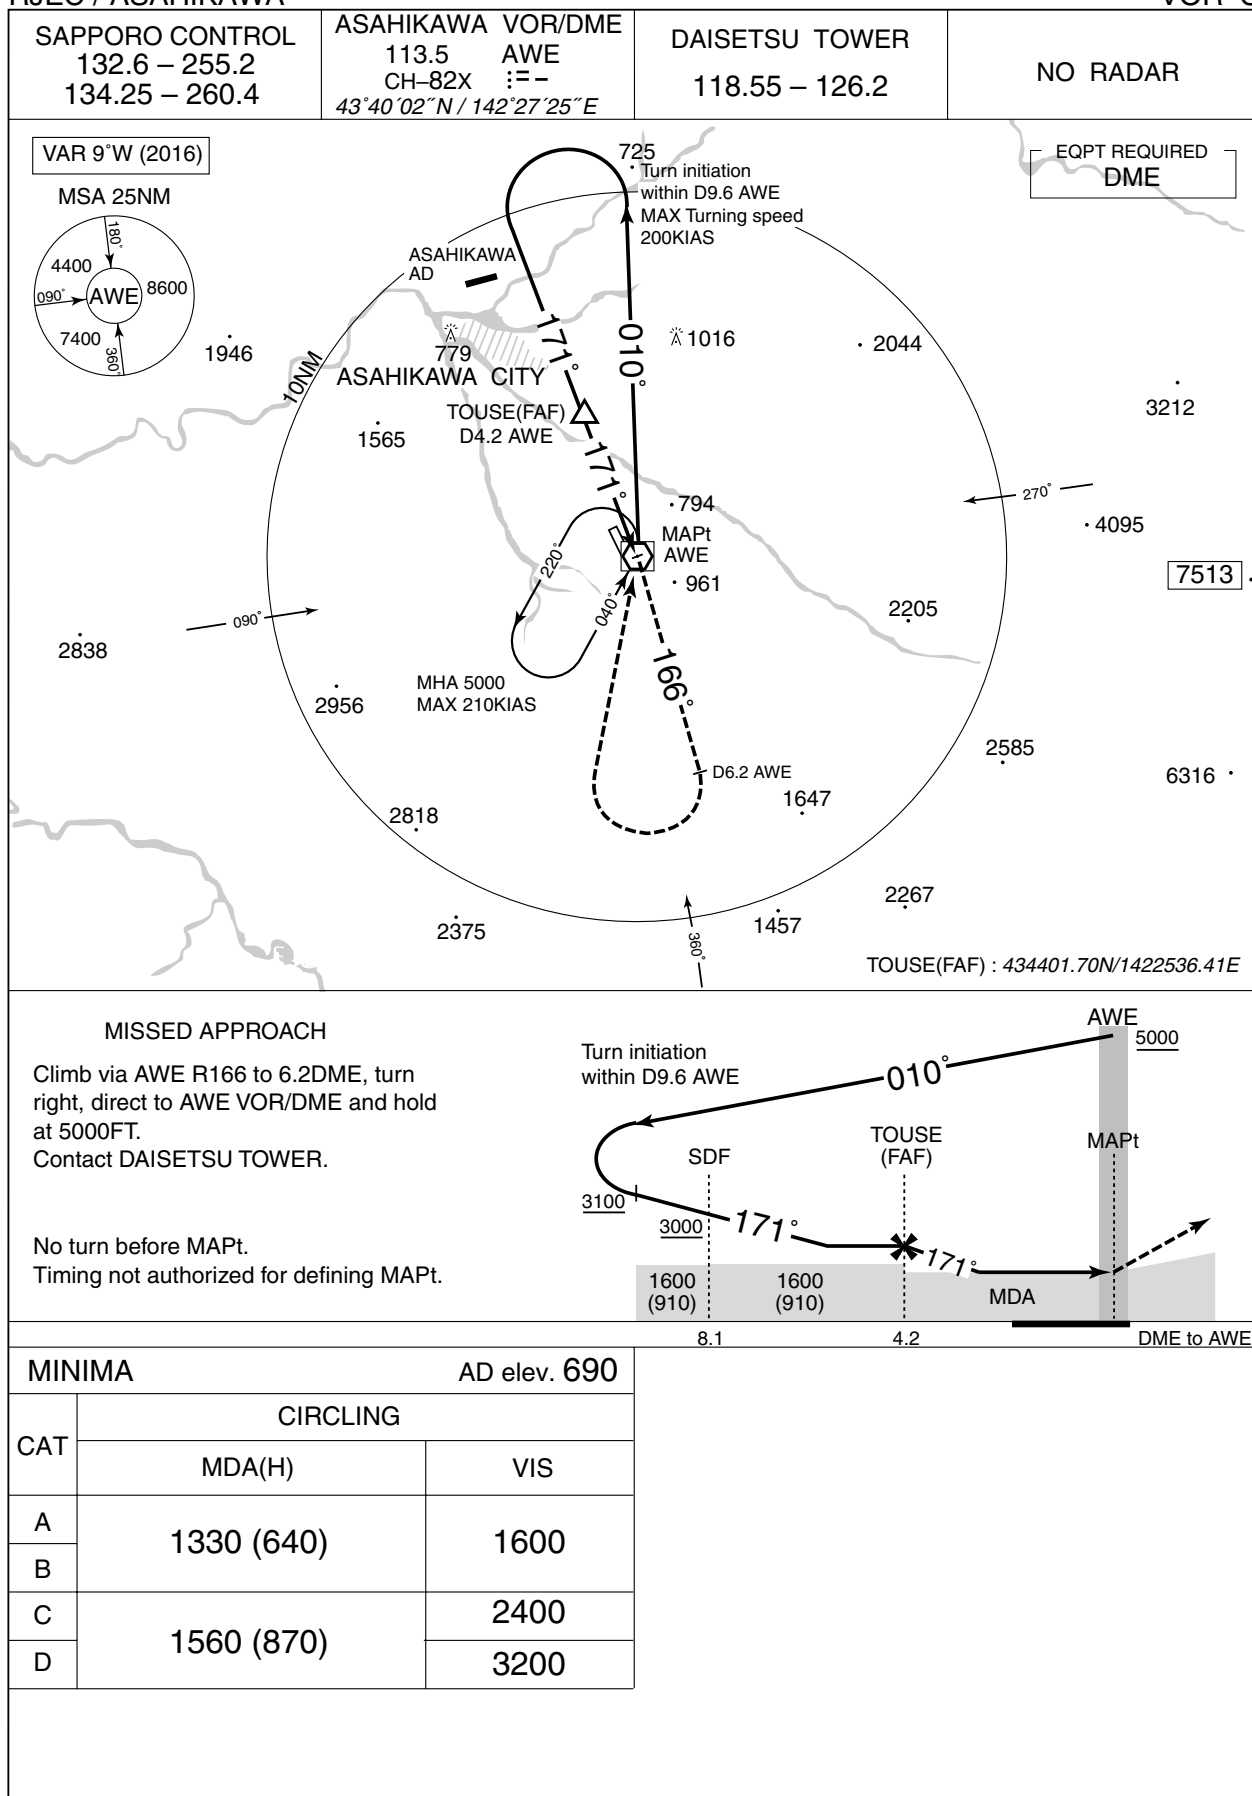 SAPPORO CONTROL
132.6 – 255.2
134.25 – 260.4
ASAHIKAWA VOR/DME
113.5 AWE
CH–82X
43˚40´02˝N / 142˚27´25˝E
DAISETSU TOWER
118.55 – 126.2
NO RADAR
VAR 9˚W (2016)
MSA 25NM
180˚
4400
8600
090˚
AWE
7400
360˚
EQPT REQUIRED
DME
725
Turn initiation
within D9.6 AWE
MAX Turning speed
200KIAS
ASAHIKAWA
AD
1946
10NM
779
ASAHIKAWA CITY
171˚
010˚
1016
2044
3212
TOUSE(FAF)
D4.2 AWE
1565
171˚
794
270˚
4095
MAPt
AWE
220˚
961
7513
040˚
090˚
2205
2838
MHA 5000
MAX 210KIAS
166˚
2956
D6.2 AWE
2585
6316
1647
2818
2267
2375
1457
360˚
TOUSE(FAF) : 434401.70N/1422536.41E
MISSED APPROACH
Climb via AWE R166 to 6.2DME, turn
right, direct to AWE VOR/DME and hold
at 5000FT.
Contact DAISETSU TOWER.
No turn before MAPt.
Timing not authorized for defining MAPt.
AWE
5000
Turn initiation
within D9.6 AWE
010˚
SDF
TOUSE
(FAF)
MAPt
3100
3000
171˚
171˚
1600
(910)
1600
(910)
MDA
8.1
4.2
DME to AWE
MINIMA
AD elev. 690
CAT
CIRCLING
MDA(H)
VIS
A
B
1330 (640)
1600
C
D
1560 (870)
2400
3200